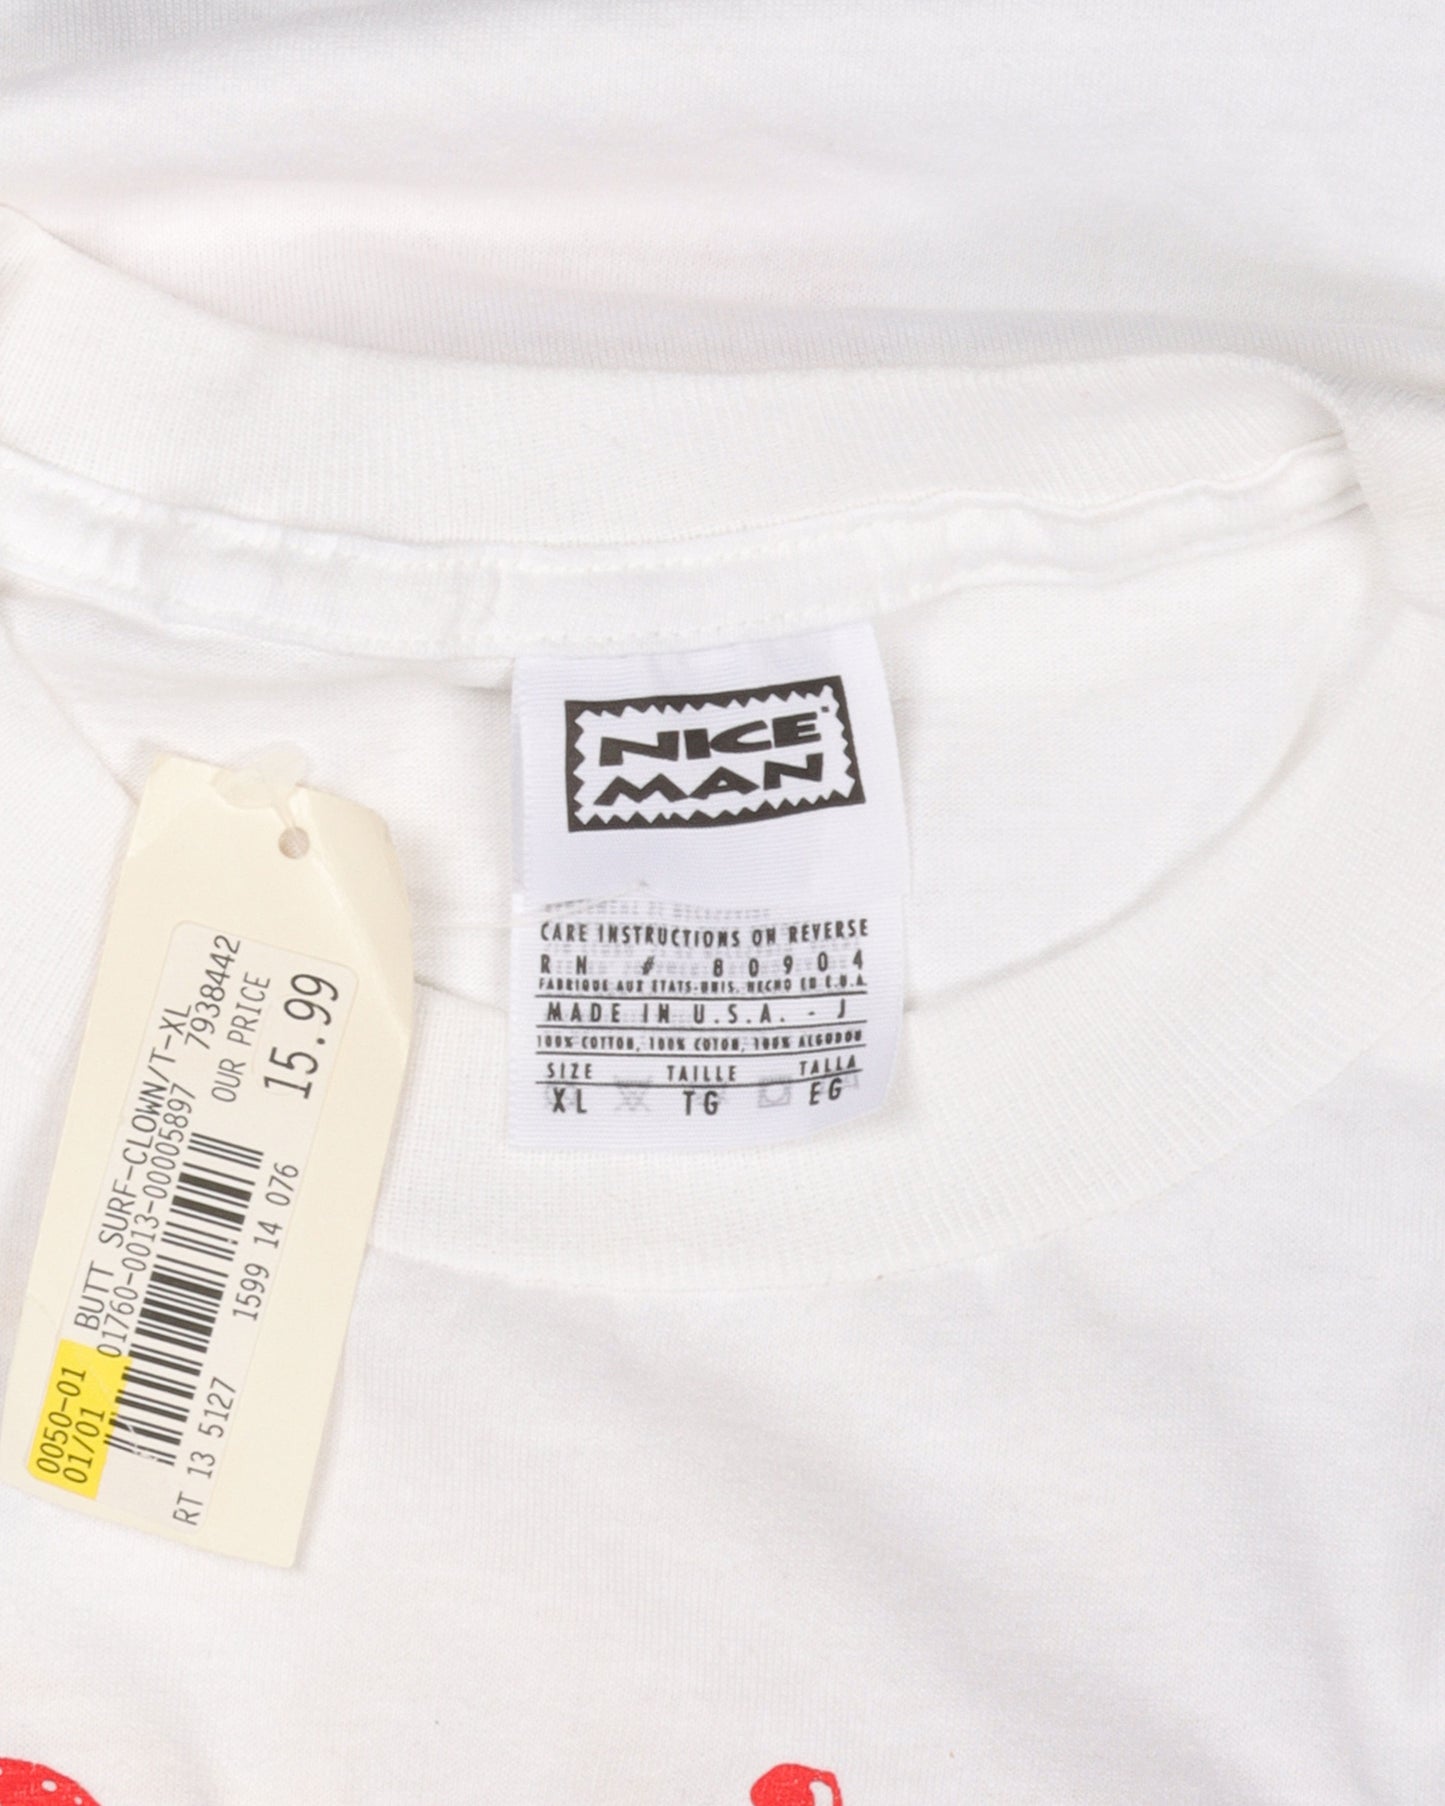 NICE™
MAN
CARE INSTRUCTIONS ON REVERSE
RN # 80904
FABRIQUE AUX ETATS-UNIS. HECHO ED E.U.A.
MADE IN U.S.A. - J
100% COTTON, 100% COTON, 100% ALGODON
SIZE TAILLE TALLA
XL TG EG
BUTT SURF-CLOWN/T-XL
01760-0013-00005897 7938442
OUR PRICE
15.99
1599 14 076
0050-01
01/01
RT 13 5127